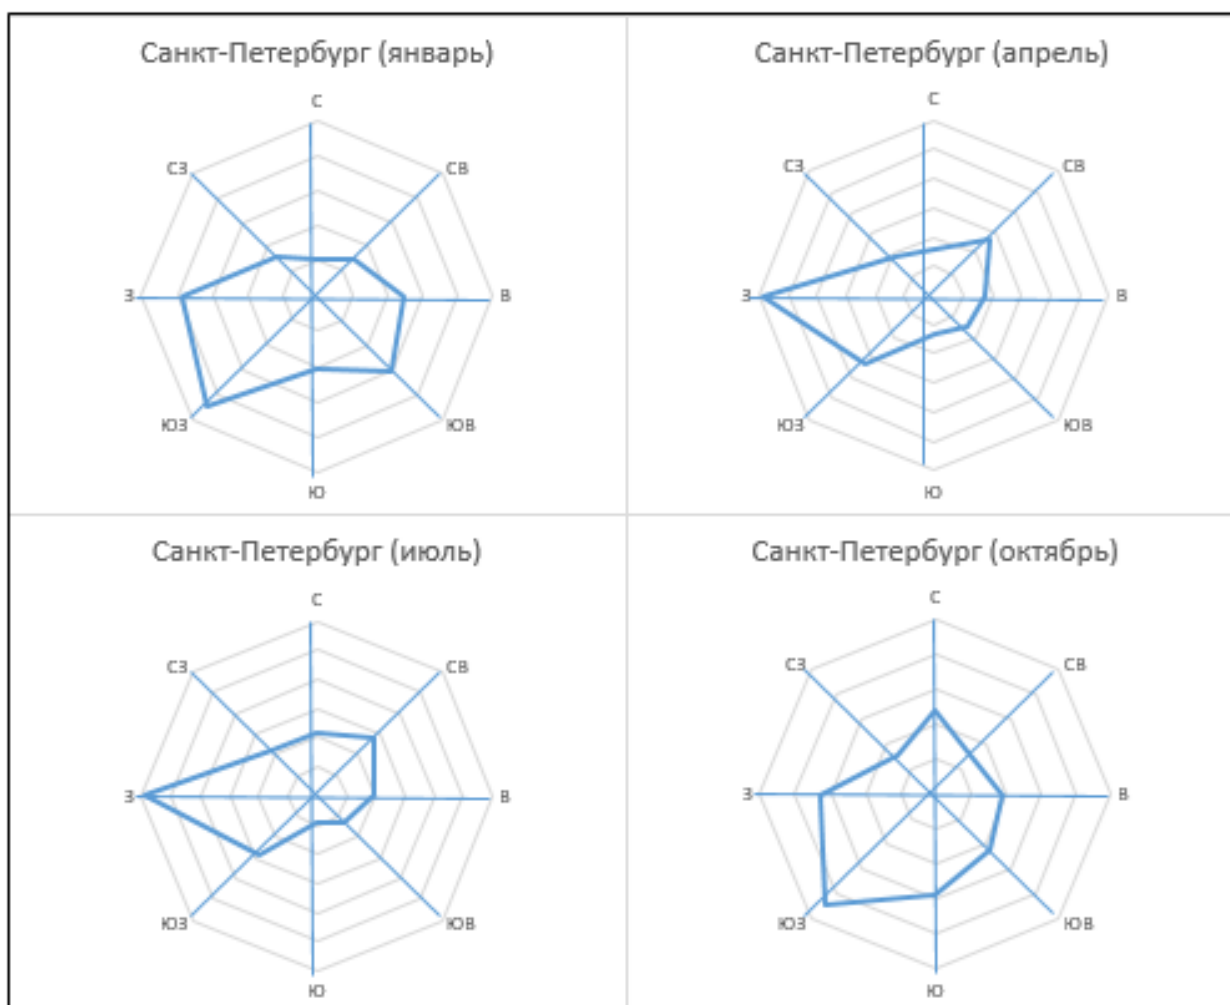 Санкт-Петербург (январь)
С
СЗ
СВ
З
В
ЮЗ
ЮВ
Ю
Санкт-Петербург (апрель)
С
СЗ
СВ
З
В
ЮЗ
ЮВ
Ю
Санкт-Петербург (июль)
С
СЗ
СВ
З
В
ЮЗ
ЮВ
Ю
Санкт-Петербург (октябрь)
С
СЗ
СВ
З
В
ЮЗ
ЮВ
Ю